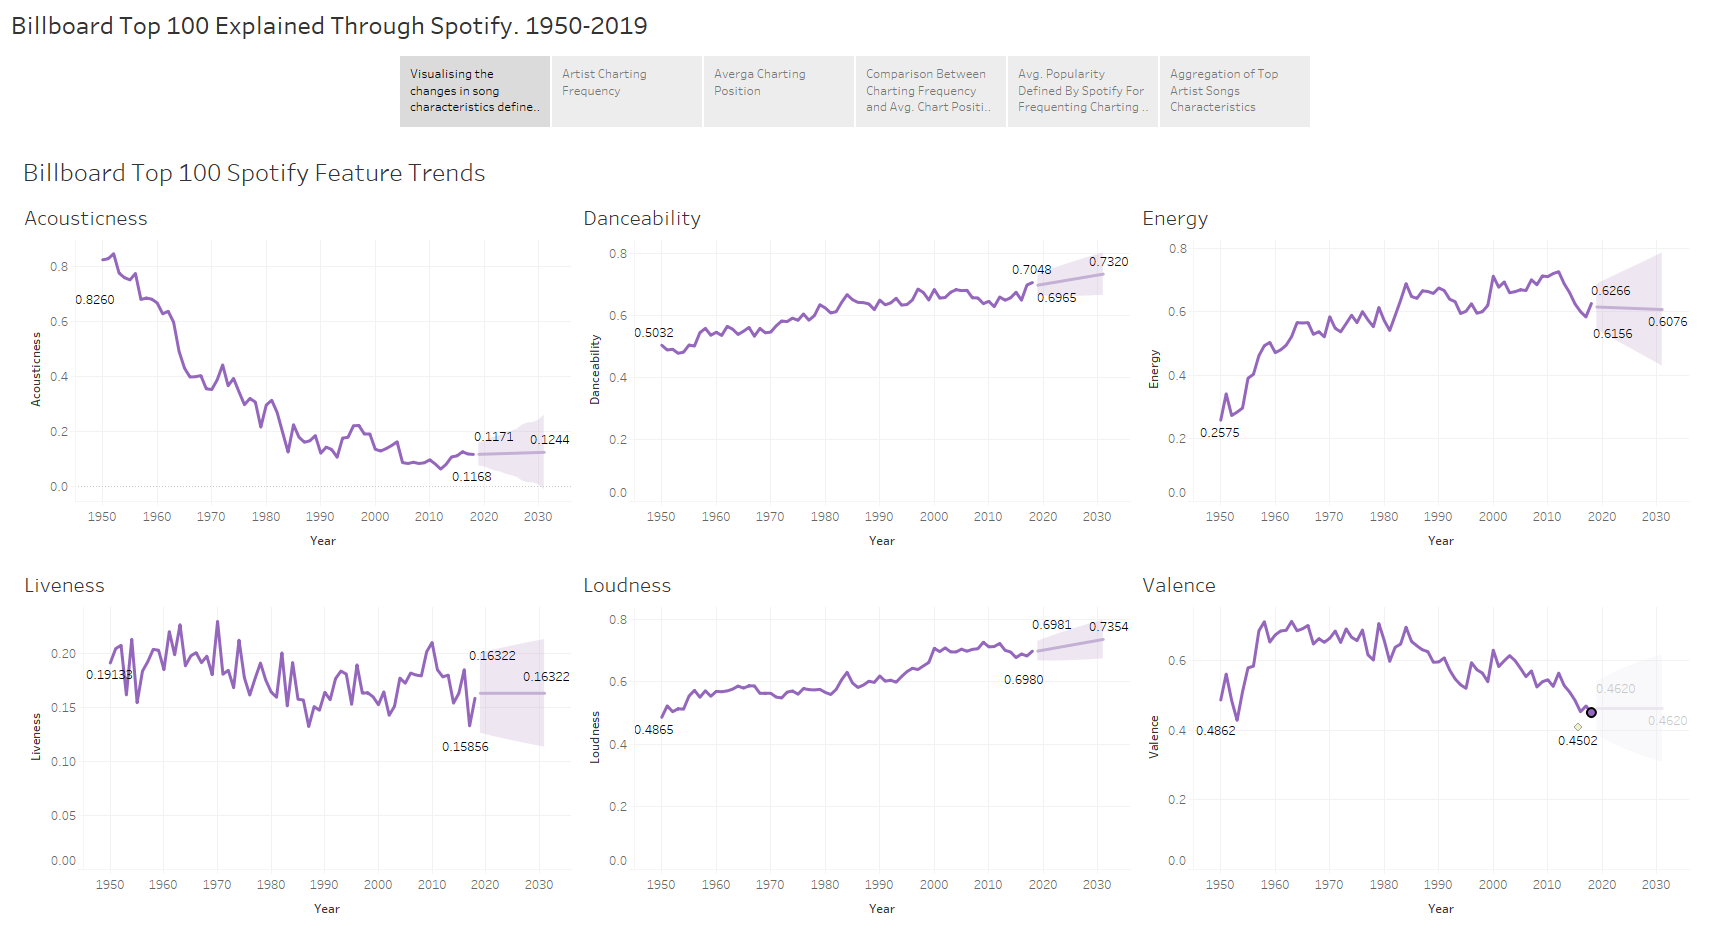 Billboard Top 100 Explained Through Spotify. 1950-2019
Visualising the
changes in song
characteristics define..
Artist Charting
Frequency
Averga Charting
Position
Comparison Between
Charting Frequency
and Avg. Chart Positi..
Avg. Popularity
Defined By Spotify For
Frequenting Charting ..
Aggregation of Top
Artist Songs
Characteristics
Billboard Top 100 Spotify Feature Trends
Acousticness
Acousticness
0.8
0.6
0.4
0.2
0.0
0.8260
0.1171
0.1244
0.1168
1950 1960 1970 1980 1990 2000 2010 2020 2030
Year
Danceability
Danceability
0.8
0.6
0.4
0.2
0.0
0.5032
0.7048
0.7320
0.6965
1950 1960 1970 1980 1990 2000 2010 2020 2030
Year
Energy
Energy
0.8
0.6
0.4
0.2
0.0
0.2575
0.6266
0.6156
0.6076
1950 1960 1970 1980 1990 2000 2010 2020 2030
Year
Liveness
Liveness
0.20
0.15
0.10
0.05
0.00
0.19133
0.16322
0.16322
0.15856
1950 1960 1970 1980 1990 2000 2010 2020 2030
Year
Loudness
Loudness
0.8
0.6
0.4
0.2
0.0
0.4865
0.6981
0.7354
0.6980
1950 1960 1970 1980 1990 2000 2010 2020 2030
Year
Valence
Valence
0.6
0.4
0.2
0.0
0.4862
0.4620
0.4620
0.4502
1950 1960 1970 1980 1990 2000 2010 2020 2030
Year